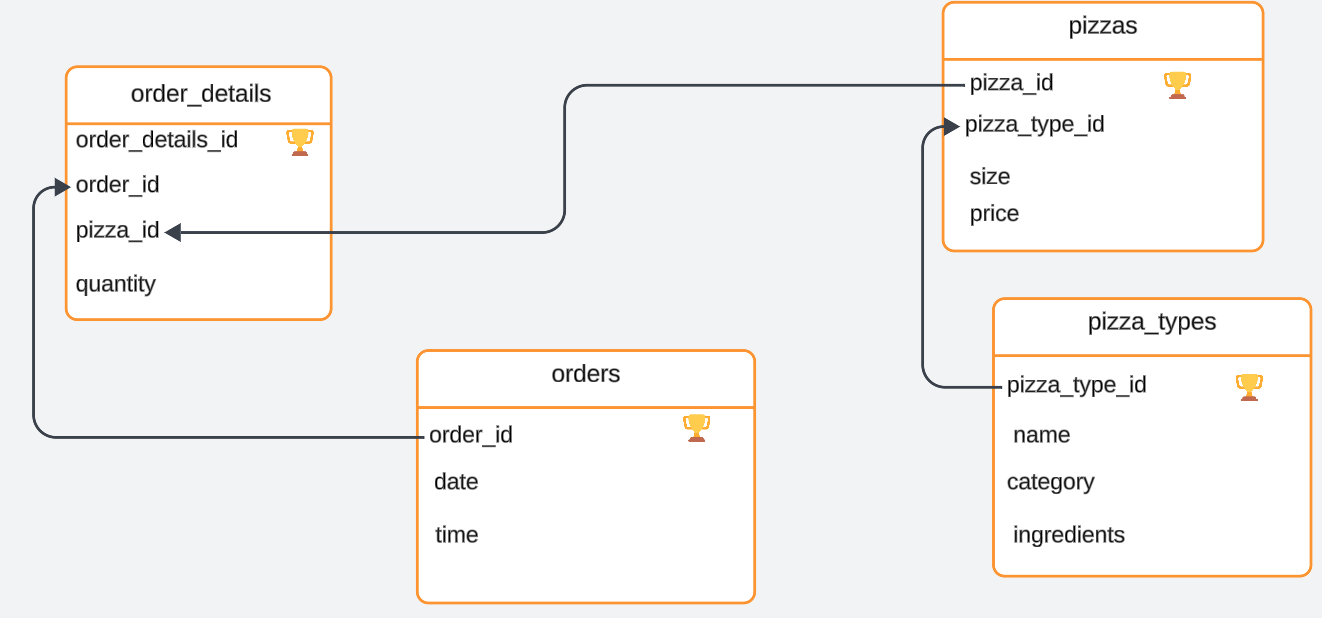 order_details
order_details_id
order_id
pizza_id
quantity
orders
order_id
date
time
pizzas
pizza_id
pizza_type_id
size
price
pizza_types
pizza_type_id
name
category
ingredients